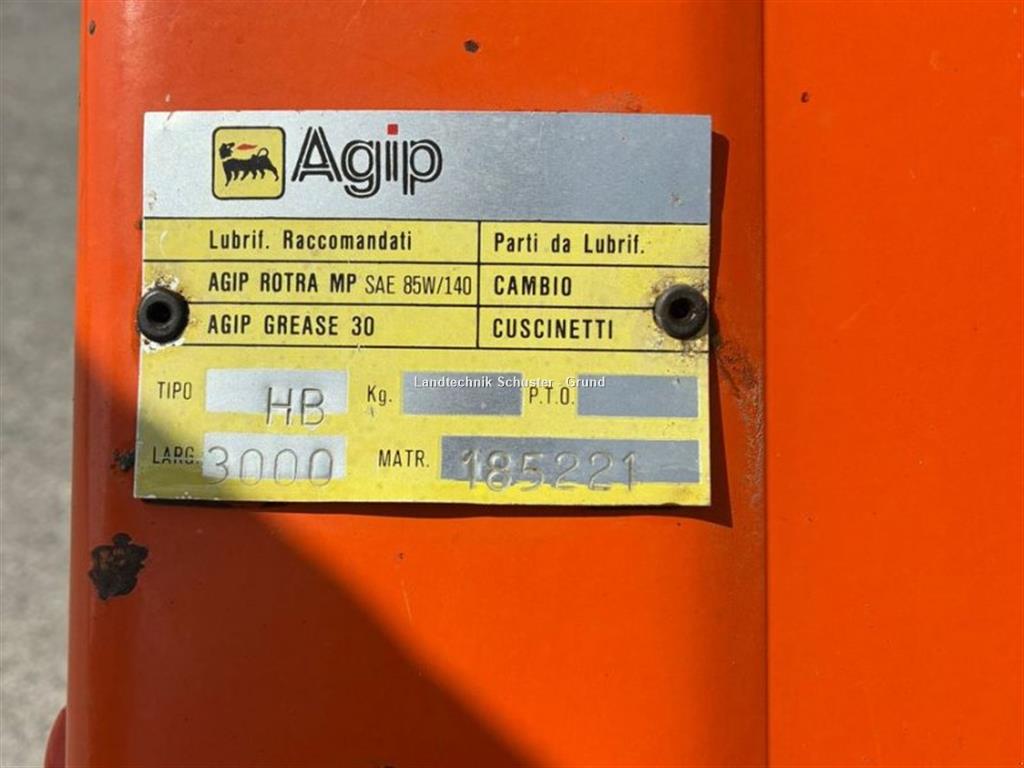 Agip
Lubrif. Raccomandati Parti da Lubrif.
AGIP ROTRA MP SAE 85W/140 CAMBIO
AGIP GREASE 30 CUSCINETTI
TIPO HB Kg. P.T.O.
Landtechnik Schuster - Grund
LARG. 3000 MATR. 185221